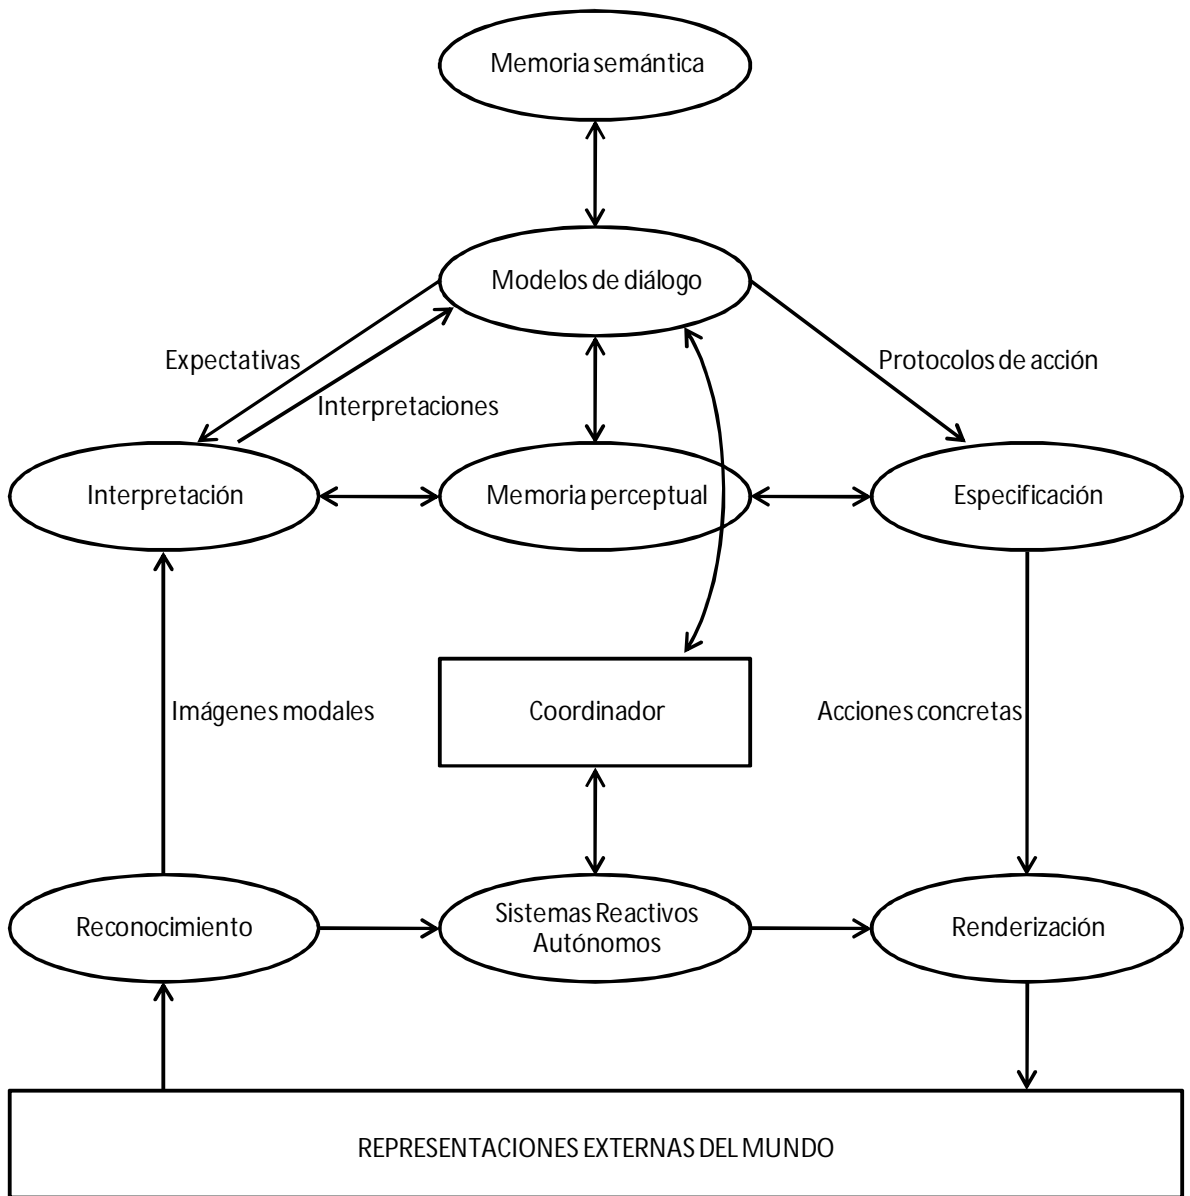 Memoria semántica
Modelos de diálogo
Expectativas
Protocolos de acción
Interpretaciones
Interpretación
Memoria perceptual
Especificación
Imágenes modales
Coordinador
Acciones concretas
Reconocimiento
Sistemas Reactivos
Autónomos
Renderización
REPRESENTACIONES EXTERNAS DEL MUNDO